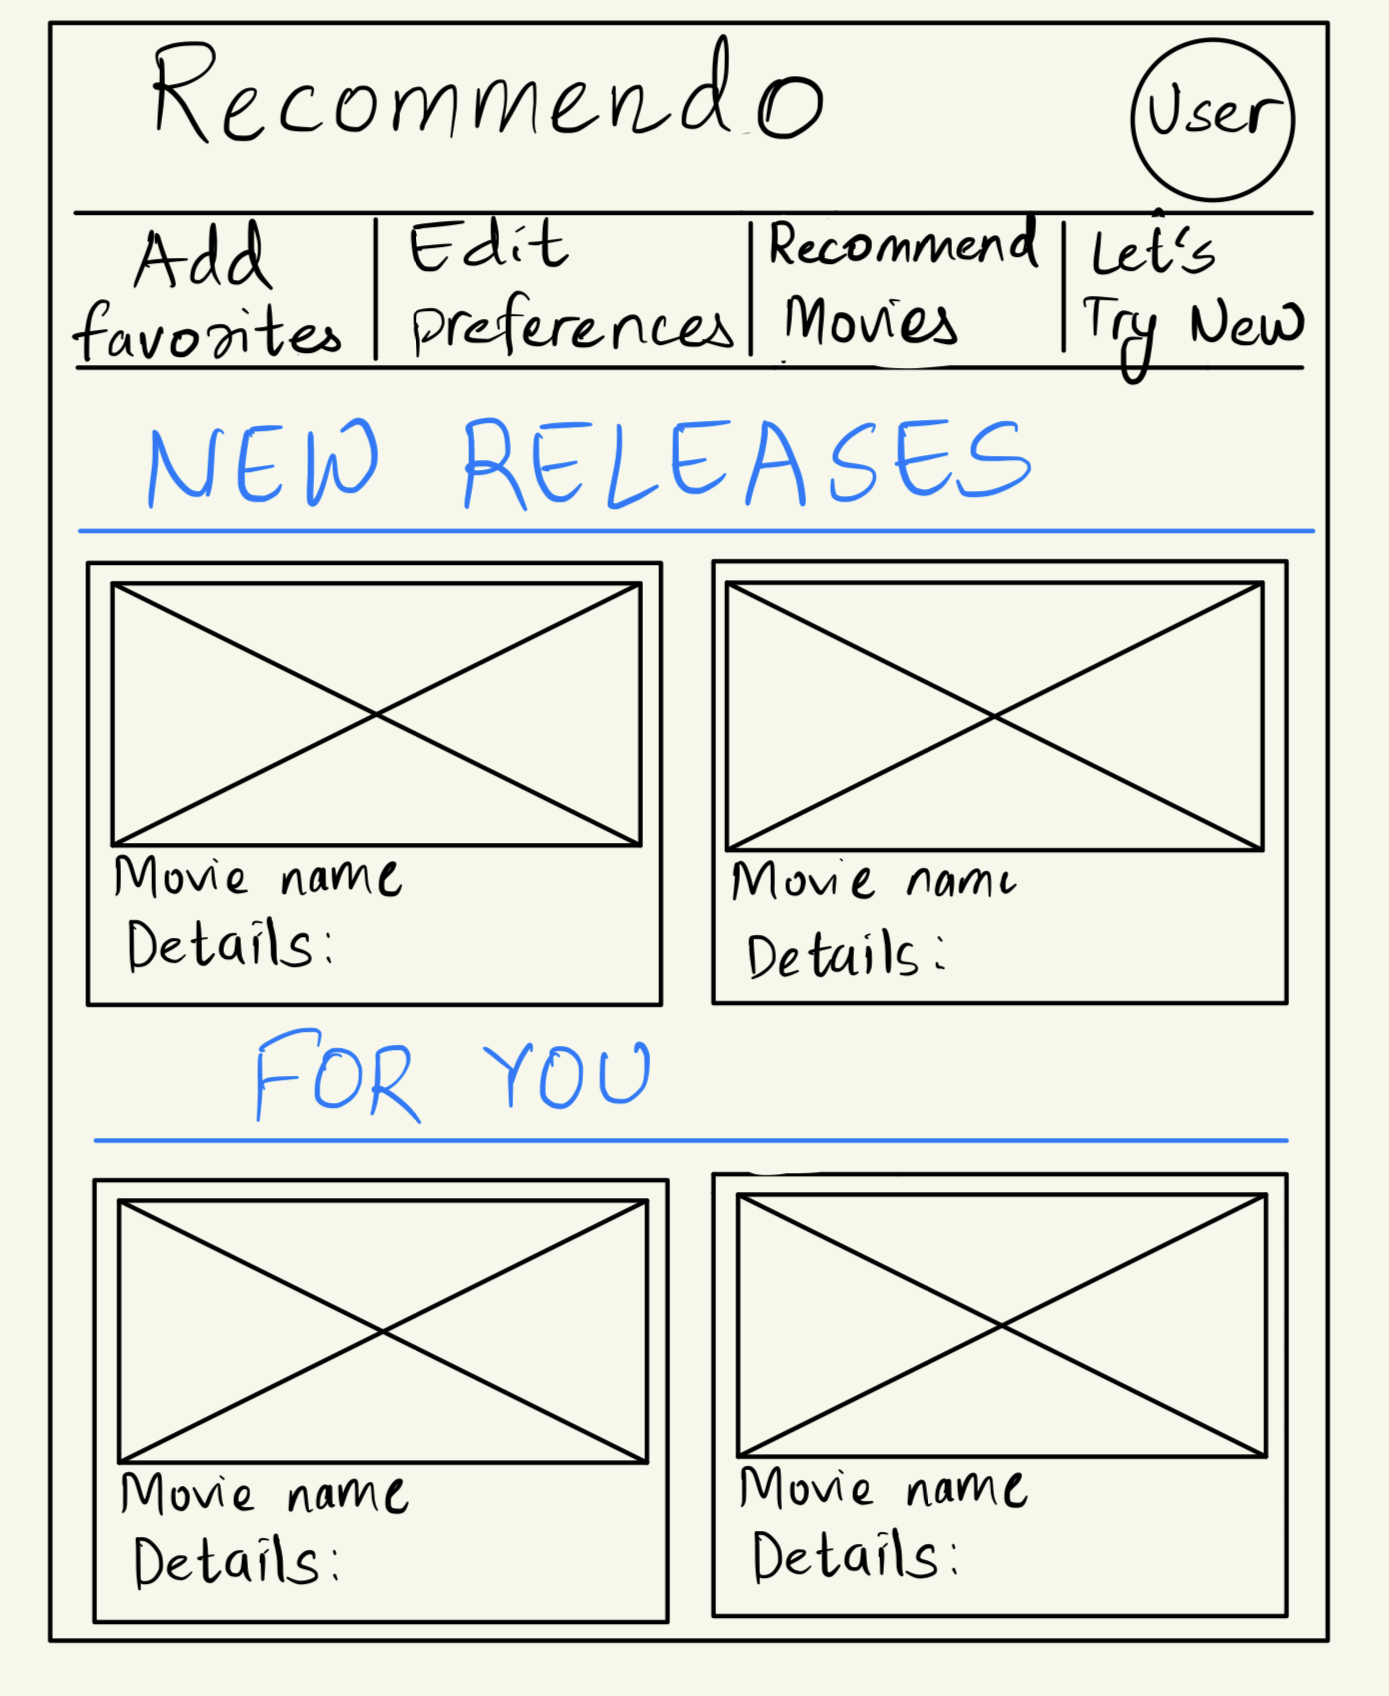 Recommendo
User
Add
favorites
Edit
preferences
Recommend
Movies
Let's
Try New
NEW RELEASES
Movie name
Details:
Movie name
Details:
FOR YOU
Movie name
Details:
Movie name
Details: